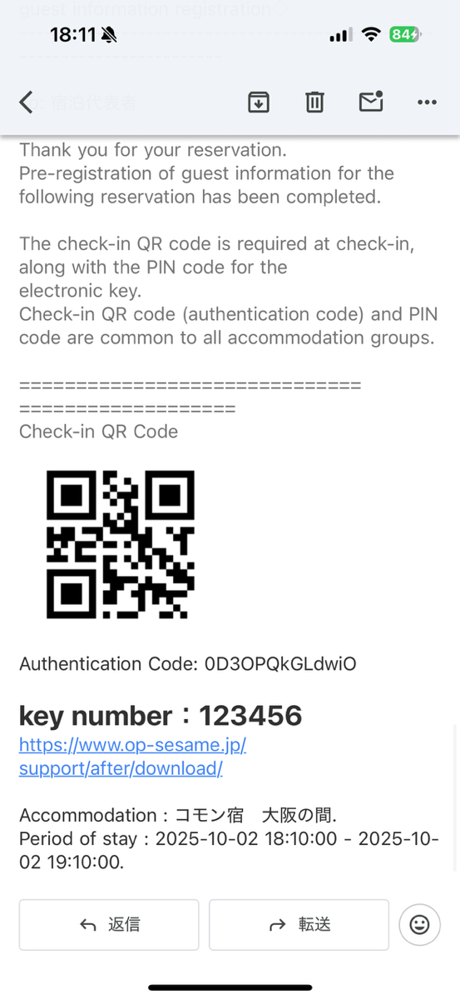 guest information registration
18:11
84
宿泊代表者
Thank you for your reservation.
Pre-registration of guest information for the
following reservation has been completed.
The check-in QR code is required at check-in,
along with the PIN code for the
electronic key.
Check-in QR code (authentication code) and PIN
code are common to all accommodation groups.
==============================
===================
Check-in QR Code
Authentication Code: 0D3OPQkGLdwiO
key number：123456
https://www.op-sesame.jp/
support/after/download/
Accommodation : コモン宿　大阪の間.
Period of stay : 2025-10-02 18:10:00 - 2025-10-
02 19:10:00.
返信
転送